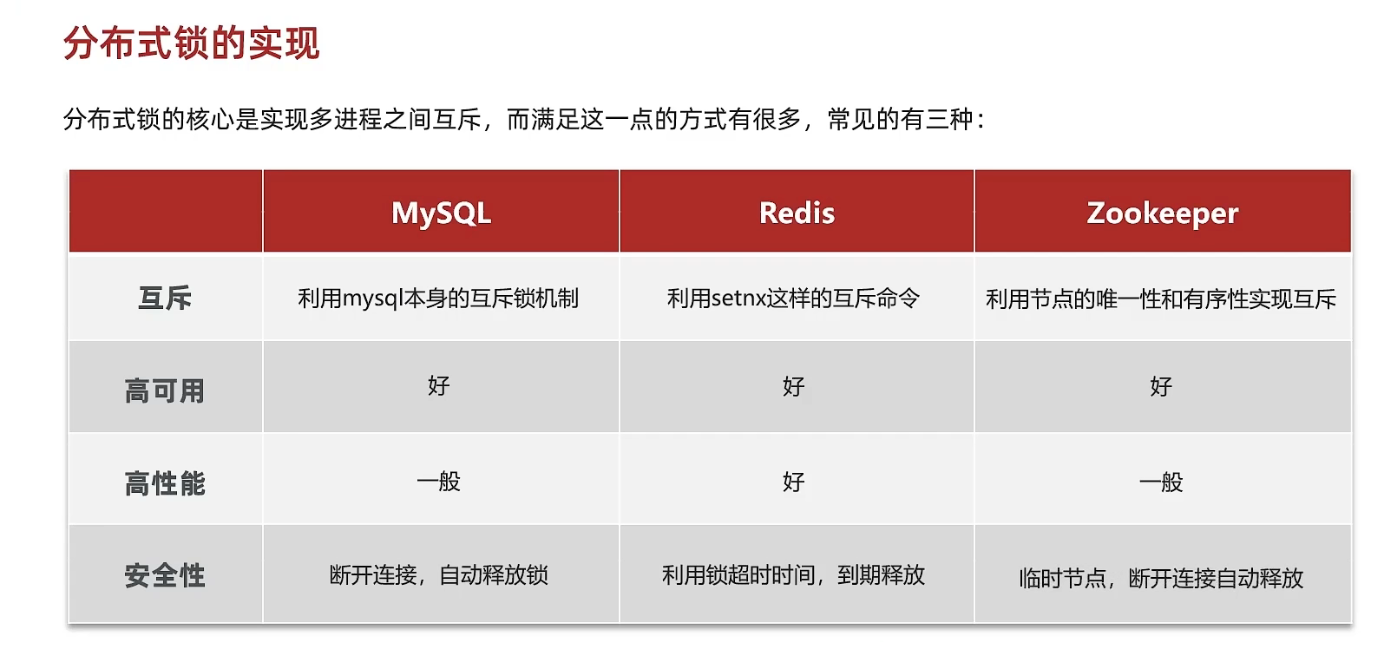 分布式锁的实现
分布式锁的核心是实现多进程之间互斥，而满足这一点的方式有很多，常见的有三种：
MySQL Redis Zookeeper
互斥 利用mysql本身的互斥锁机制 利用setnx这样的互斥命令 利用节点的唯一性和有序性实现互斥
高可用 好 好 好
高性能 一般 好 一般
安全性 断开连接，自动释放锁 利用锁超时时间，到期释放 临时节点，断开连接自动释放